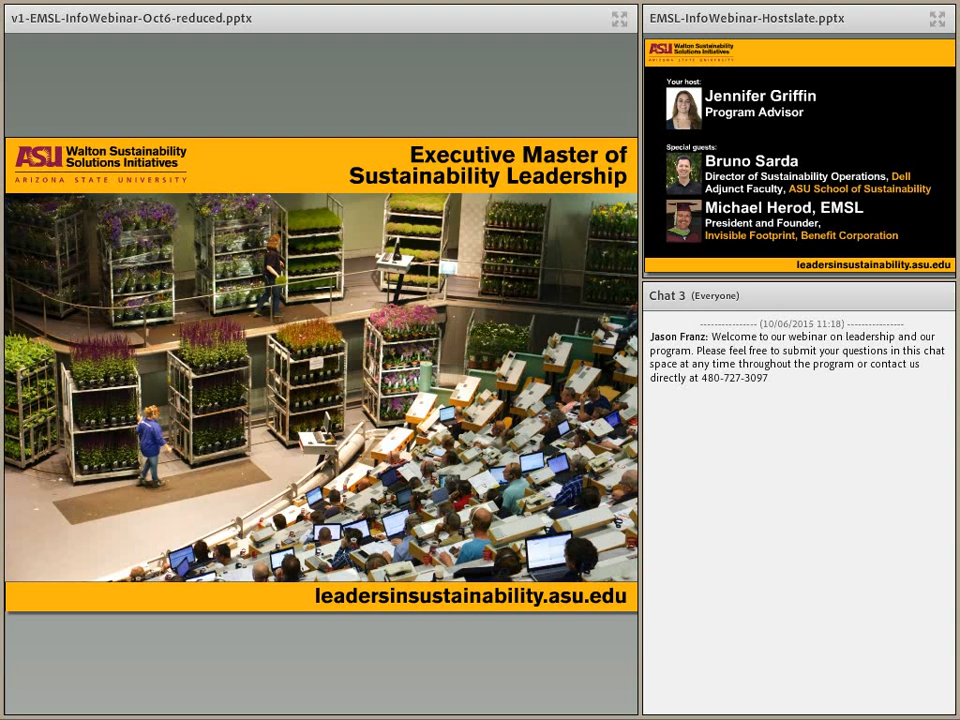 v1-EMSL-InfoWebinar-Oct6-reduced.pptx
ASU Walton Sustainability
Solutions Initiatives
ARIZONA STATE UNIVERSITY
Executive Master of
Sustainability Leadership
leadersinsustainability.asu.edu
EMSL-InfoWebinar-Hostslate.pptx
ASU Walton Sustainability
Solutions Initiatives
ARIZONA STATE UNIVERSITY
Your host:
Jennifer Griffin
Program Advisor
Special guests:
Bruno Sarda
Director of Sustainability Operations, Dell
Adjunct Faculty, ASU School of Sustainability
Michael Herod, EMSL
President and Founder,
Invisible Footprint, Benefit Corporation
leadersinsustainability.asu.edu
Chat 3 (Everyone)
---------------- (10/06/2015 11:18) ----------------
Jason Franz: Welcome to our webinar on leadership and our
program. Please feel free to submit your questions in this chat
space at any time throughout the program or contact us
directly at 480-727-3097